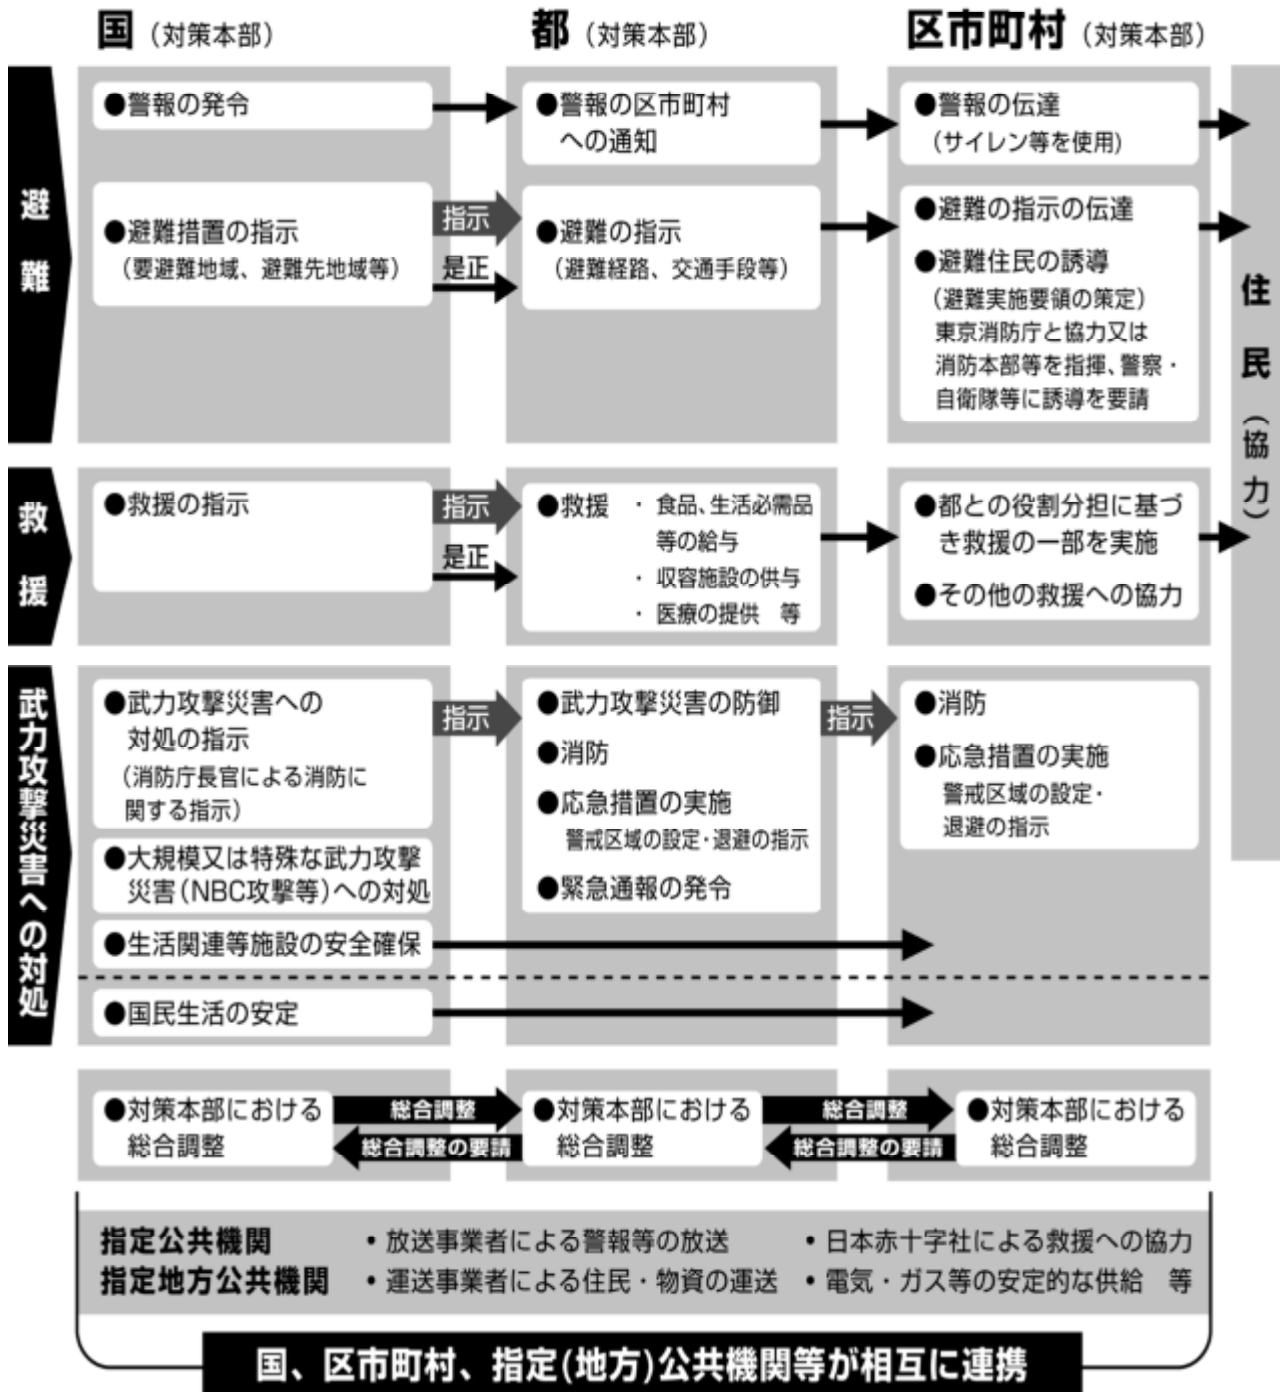 国（対策本部）
都（対策本部）
区市町村（対策本部）
避難
●警報の発令
●警報の区市町村
への通知
●警報の伝達
（サイレン等を使用）
●避難措置の指示
（要避難地域、避難先地域等）
指示
是正
●避難の指示
（避難経路、交通手段等）
●避難の指示の伝達
●避難住民の誘導
（避難実施要領の策定）
東京消防庁と協力又は
消防本部等を指揮、警察・
自衛隊等に誘導を要請
住民（協力）
救援
●救援の指示
指示
是正
●救援 ・ 食品、生活必需品
等の給与
・ 収容施設の供与
・ 医療の提供 等
●都との役割分担に基づ
き救援の一部を実施
●その他の救援への協力
武力攻撃災害への対処
●武力攻撃災害への
対処の指示
（消防庁長官による消防に
関する指示）
●大規模又は特殊な武力攻撃
災害（NBC攻撃等）への対処
●生活関連等施設の安全確保
●国民生活の安定
指示
●武力攻撃災害の防御
●消防
●応急措置の実施
警戒区域の設定・退避の指示
●緊急通報の発令
指示
●消防
●応急措置の実施
警戒区域の設定・
退避の指示
●対策本部における
総合調整
総合調整
総合調整の要請
●対策本部における
総合調整
総合調整
総合調整の要請
●対策本部における
総合調整
指定公共機関 • 放送事業者による警報等の放送 • 日本赤十字社による救援への協力
指定地方公共機関 • 運送事業者による住民・物資の運送 • 電気・ガス等の安定的な供給 等
国、区市町村、指定(地方)公共機関等が相互に連携